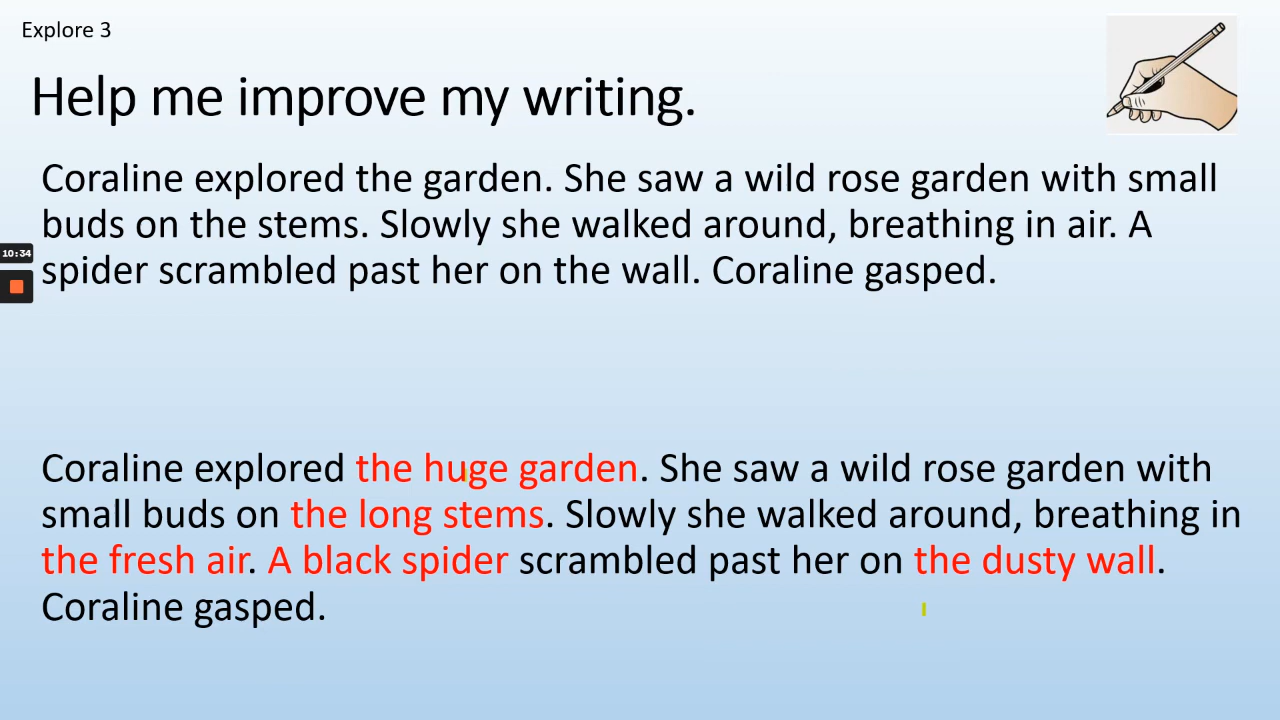 Explore 3
Help me improve my writing.
Coraline explored the garden. She saw a wild rose garden with small
buds on the stems. Slowly she walked around, breathing in air. A
10:34
spider scrambled past her on the wall. Coraline gasped.
Coraline explored the huge garden. She saw a wild rose garden with
small buds on the long stems. Slowly she walked around, breathing in
the fresh air. A black spider scrambled past her on the dusty wall.
Coraline gasped.